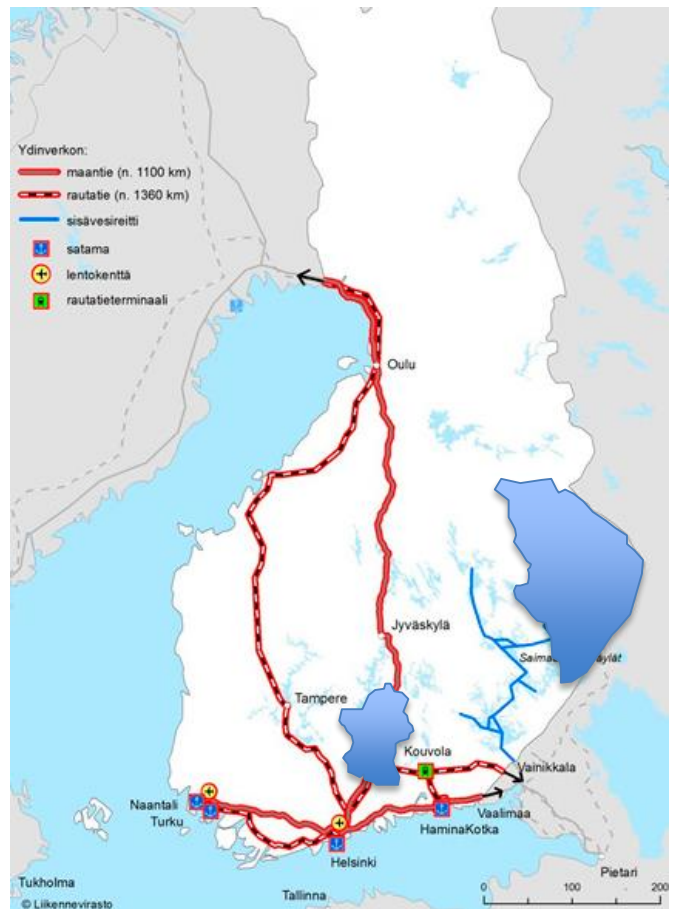 Ydinverkon:
maantie (n. 1100 km)
rautatie (n. 1360 km)
sisävesireitti
satama
lentokenttä
rautatieterminaali
Oulu
Jyväskylä
Tampere
Kouvola
Vainikkala
Naantali
Turku
Vaalimaa
HaminaKotka
Helsinki
Pietari
Tukholma
Tallinna
0 100 200
© Liikennevirasto